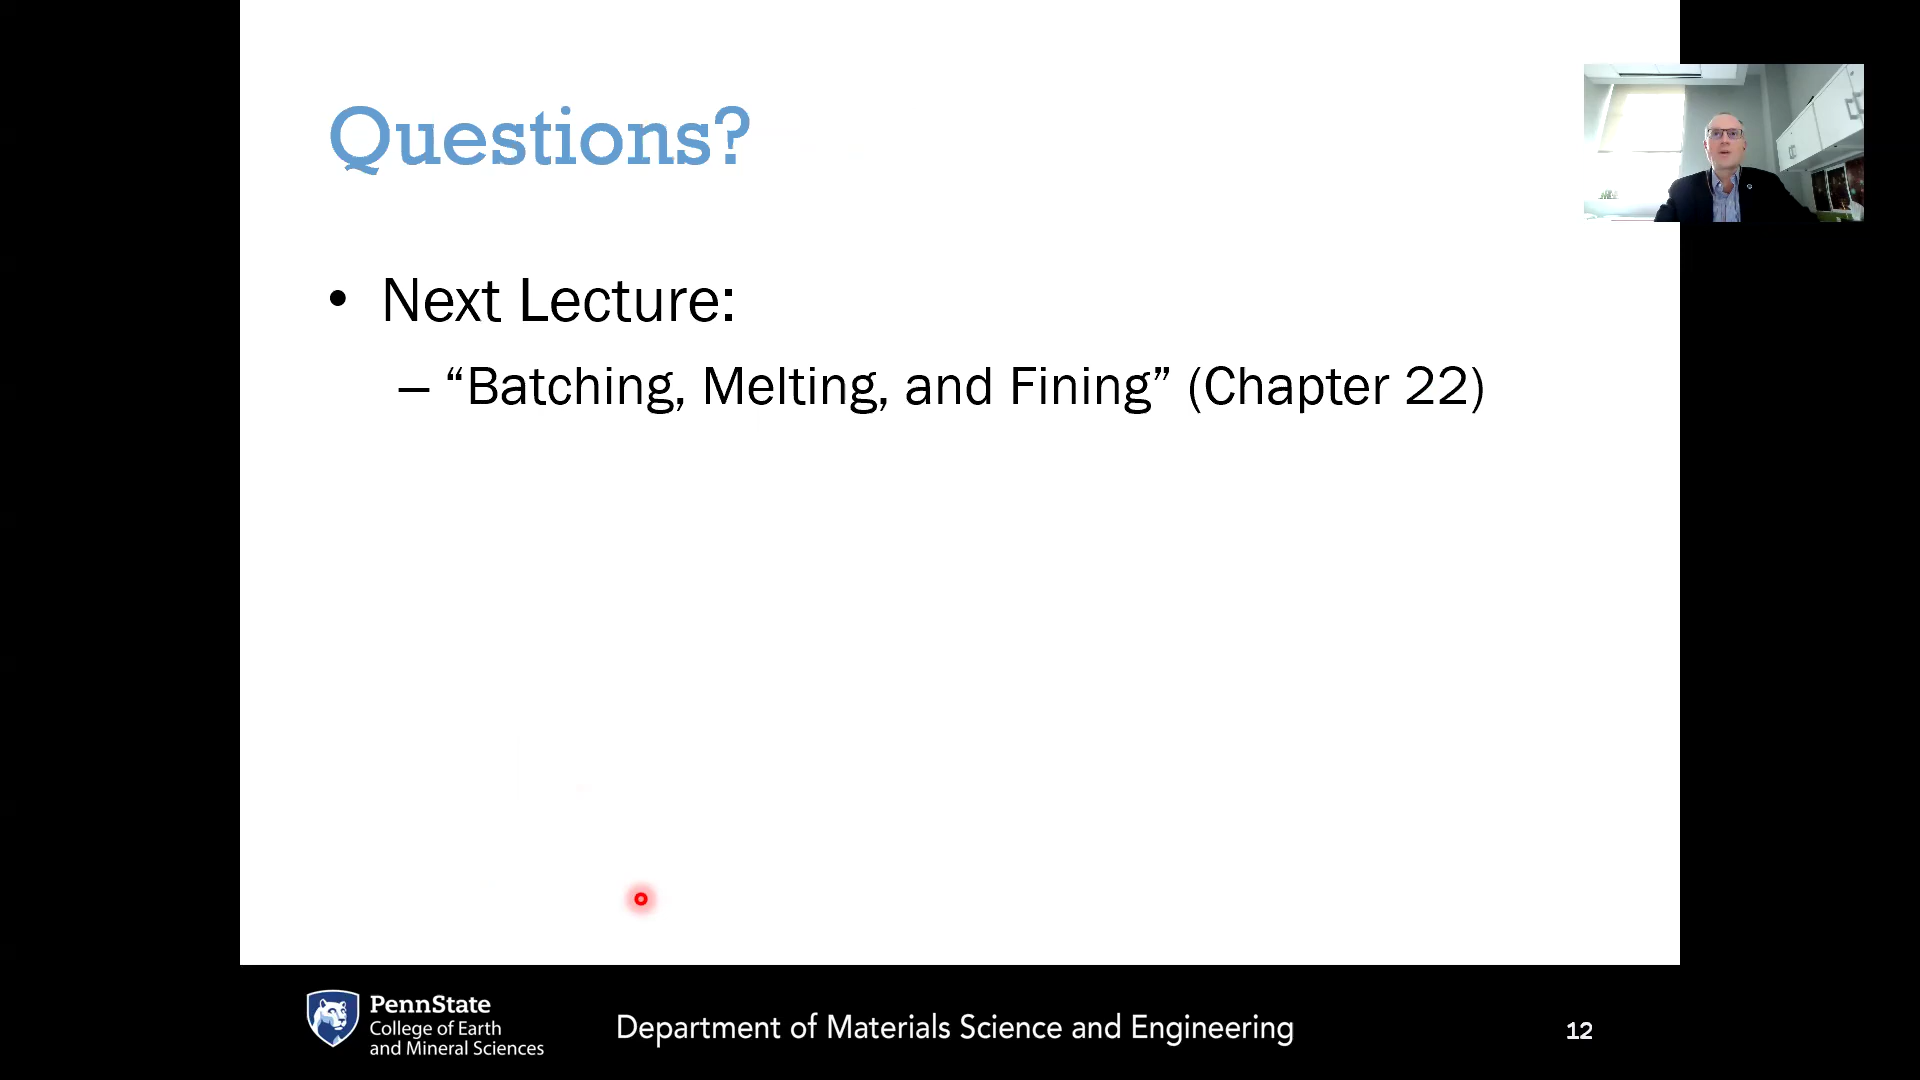 Questions?
• Next Lecture:
– “Batching, Melting, and Fining” (Chapter 22)
PennState
College of Earth
and Mineral Sciences
Department of Materials Science and Engineering
12